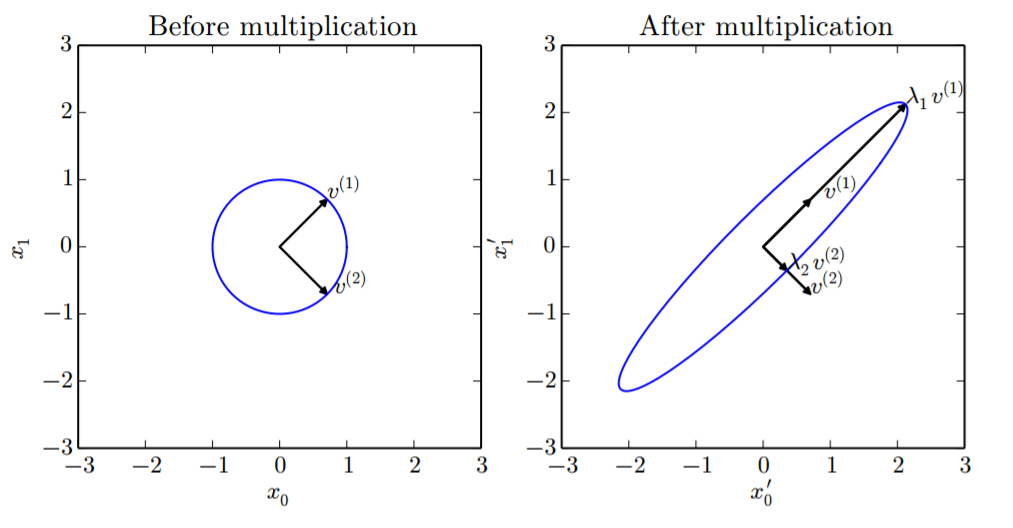 Before multiplication
After multiplication
3
2
1
0
−1
−2
−3
−3
−2
−1
0
1
2
3
x₀
x₁
v⁽¹⁾
v⁽²⁾
3
2
1
0
−1
−2
−3
−3
−2
−1
0
1
2
3
x′₀
x′₁
λ₁ v⁽¹⁾
v⁽¹⁾
λ₂ v⁽²⁾
v⁽²⁾